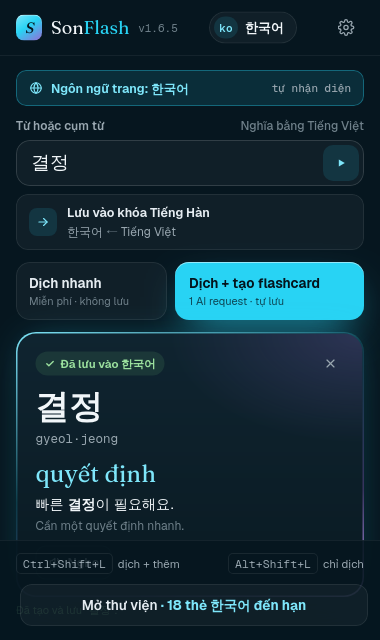 S SonFlash v1.6.5 ko 한국어
Ngôn ngữ trang: 한국어 tự nhận diện
Từ hoặc cụm từ Nghĩa bằng Tiếng Việt
결정
Lưu vào khóa Tiếng Hàn
한국어 ← Tiếng Việt
Dịch nhanh
Miễn phí · không lưu
Dịch + tạo flashcard
1 AI request · tự lưu
✓ Đã lưu vào 한국어 ✕
결정
gyeol·jeong
quyết định
빠른 결정이 필요해요.
Cần một quyết định nhanh.
Ctrl+Shift+L dịch + thêm Alt+Shift+L chỉ dịch
Mở thư viện · 18 thẻ 한국어 đến hạn